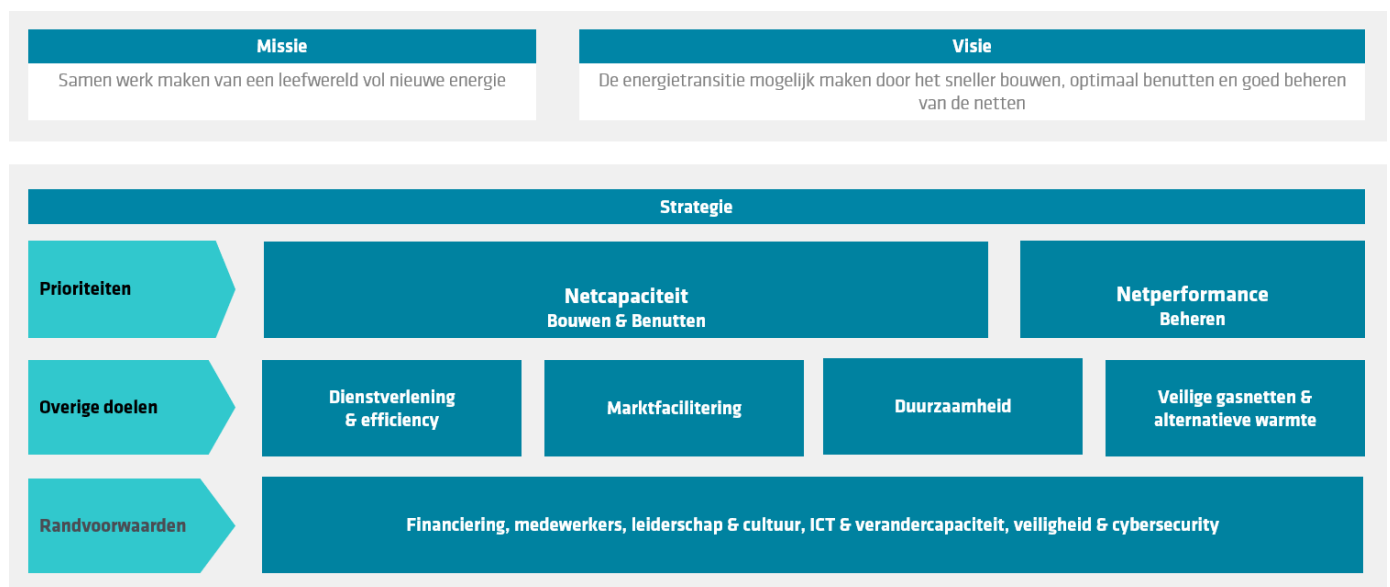 Missie
Samen werk maken van een leefwereld vol nieuwe energie
Visie
De energietransitie mogelijk maken door het sneller bouwen, optimaal benutten en goed beheren
van de netten
Strategie
Prioriteiten
Netcapaciteit
Bouwen & Benutten
Netperformance
Beheren
Overige doelen
Dienstverlening
& efficiency
Marktfacilitering
Duurzaamheid
Veilige gasnetten &
alternatieve warmte
Randvoorwaarden
Financiering, medewerkers, leiderschap & cultuur, ICT & verandercapaciteit, veiligheid & cybersecurity